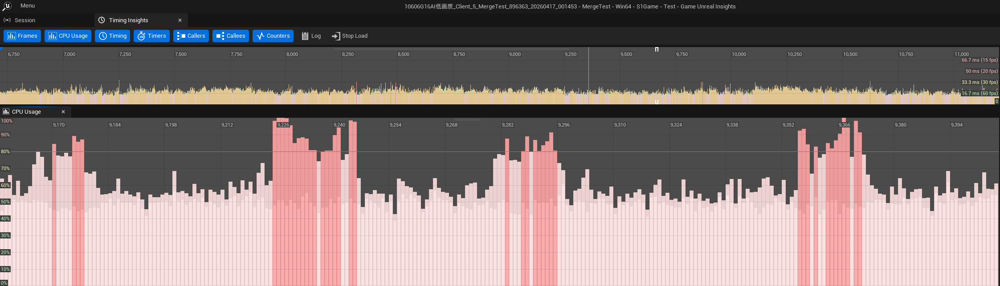 Menu
10606G16AI低画质_Client_5_MergeTest_896363_20260417_001453 - MergeTest - Win64 - S1Game - Test - Game Unreal Insights
Session
Timing Insights
Frames
CPU Usage
Timing
Timers
Callers
Callees
Counters
Log
Stop Load
6,750 7,000 7,250 7,500 7,750 8,000 8,250 8,500 8,750 9,000 9,250 9,500 9,750 10,000 10,250 10,500 10,750 11,000
66.7 ms (15 fps)
50 ms (20 fps)
33.3 ms (30 fps)
16.7 ms (60 fps)
0
CPU Usage
100%
9,170 9,184 9,198 9,212 9,226 9,240 9,254 9,268 9,282 9,296 9,310 9,324 9,338 9,352 9,366 9,380 9,394
90%
80%
70%
60%
50%
40%
30%
20%
10%
0%